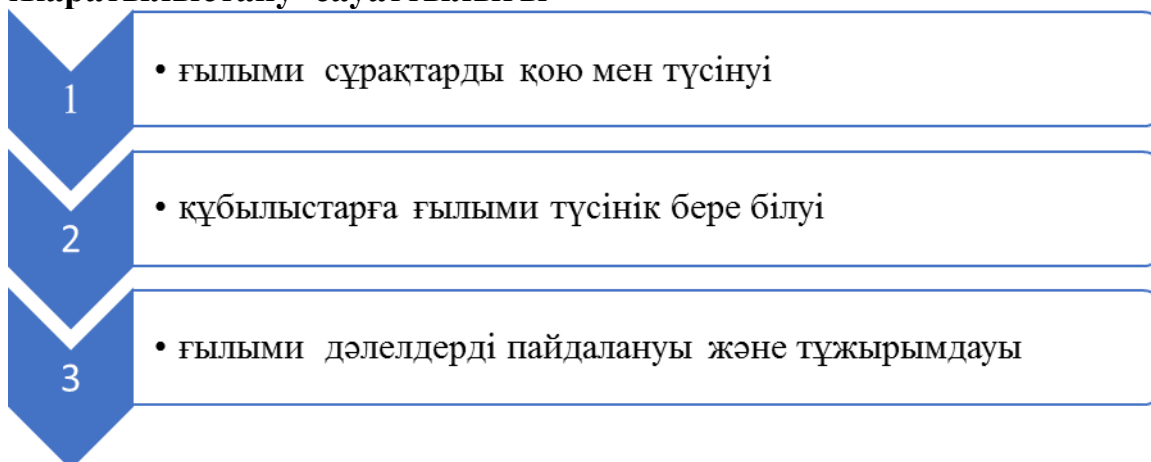 1
• ғылыми сұрақтарды қою мен түсінуі
2
• құбылыстарға ғылыми түсінік бере білуі
3
• ғылыми дәлелдерді пайдалануы және тұжырымдауы